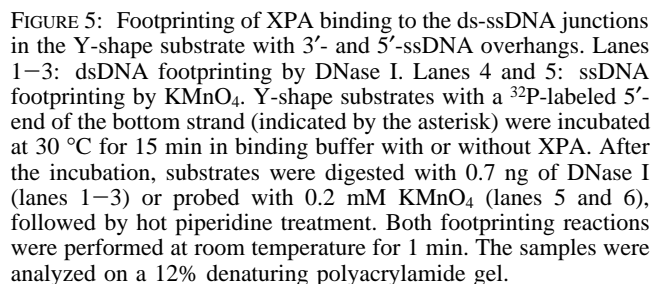 FIGURE 5: Footprinting of XPA binding to the ds-ssDNA junctions
in the Y-shape substrate with 3′- and 5′-ssDNA overhangs. Lanes
1−3: dsDNA footprinting by DNase I. Lanes 4 and 5: ssDNA
footprinting by KMnO₄. Y-shape substrates with a ³²P-labeled 5′-
end of the bottom strand (indicated by the asterisk) were incubated
at 30 °C for 15 min in binding buffer with or without XPA. After
the incubation, substrates were digested with 0.7 ng of DNase I
(lanes 1−3) or probed with 0.2 mM KMnO₄ (lanes 5 and 6),
followed by hot piperidine treatment. Both footprinting reactions
were performed at room temperature for 1 min. The samples were
analyzed on a 12% denaturing polyacrylamide gel.